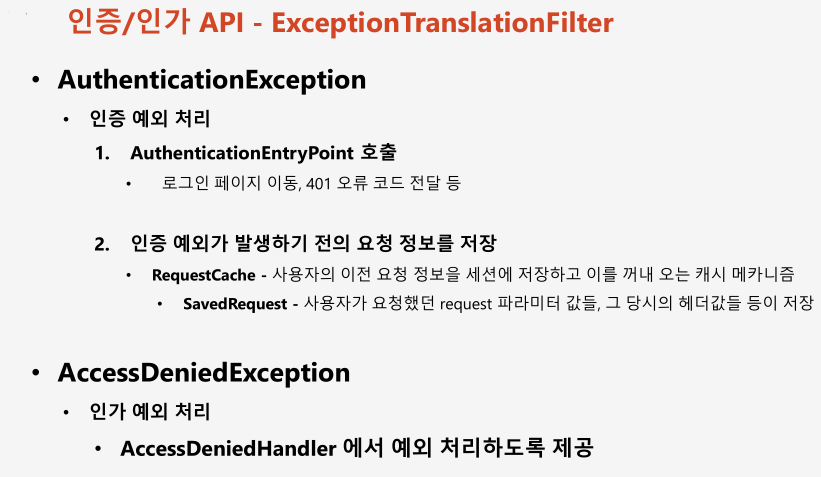 인증/인가 API - ExceptionTranslationFilter
• AuthenticationException
• 인증 예외 처리
1. AuthenticationEntryPoint 호출
• 로그인 페이지 이동, 401 오류 코드 전달 등
2. 인증 예외가 발생하기 전의 요청 정보를 저장
• RequestCache - 사용자의 이전 요청 정보을 세션에 저장하고 이를 꺼내 오는 캐시 메카니즘
• SavedRequest - 사용자가 요청했던 request 파라미터 값들, 그 당시의 헤더값들 등이 저장
• AccessDeniedException
• 인가 예외 처리
• AccessDeniedHandler 에서 예외 처리하도록 제공